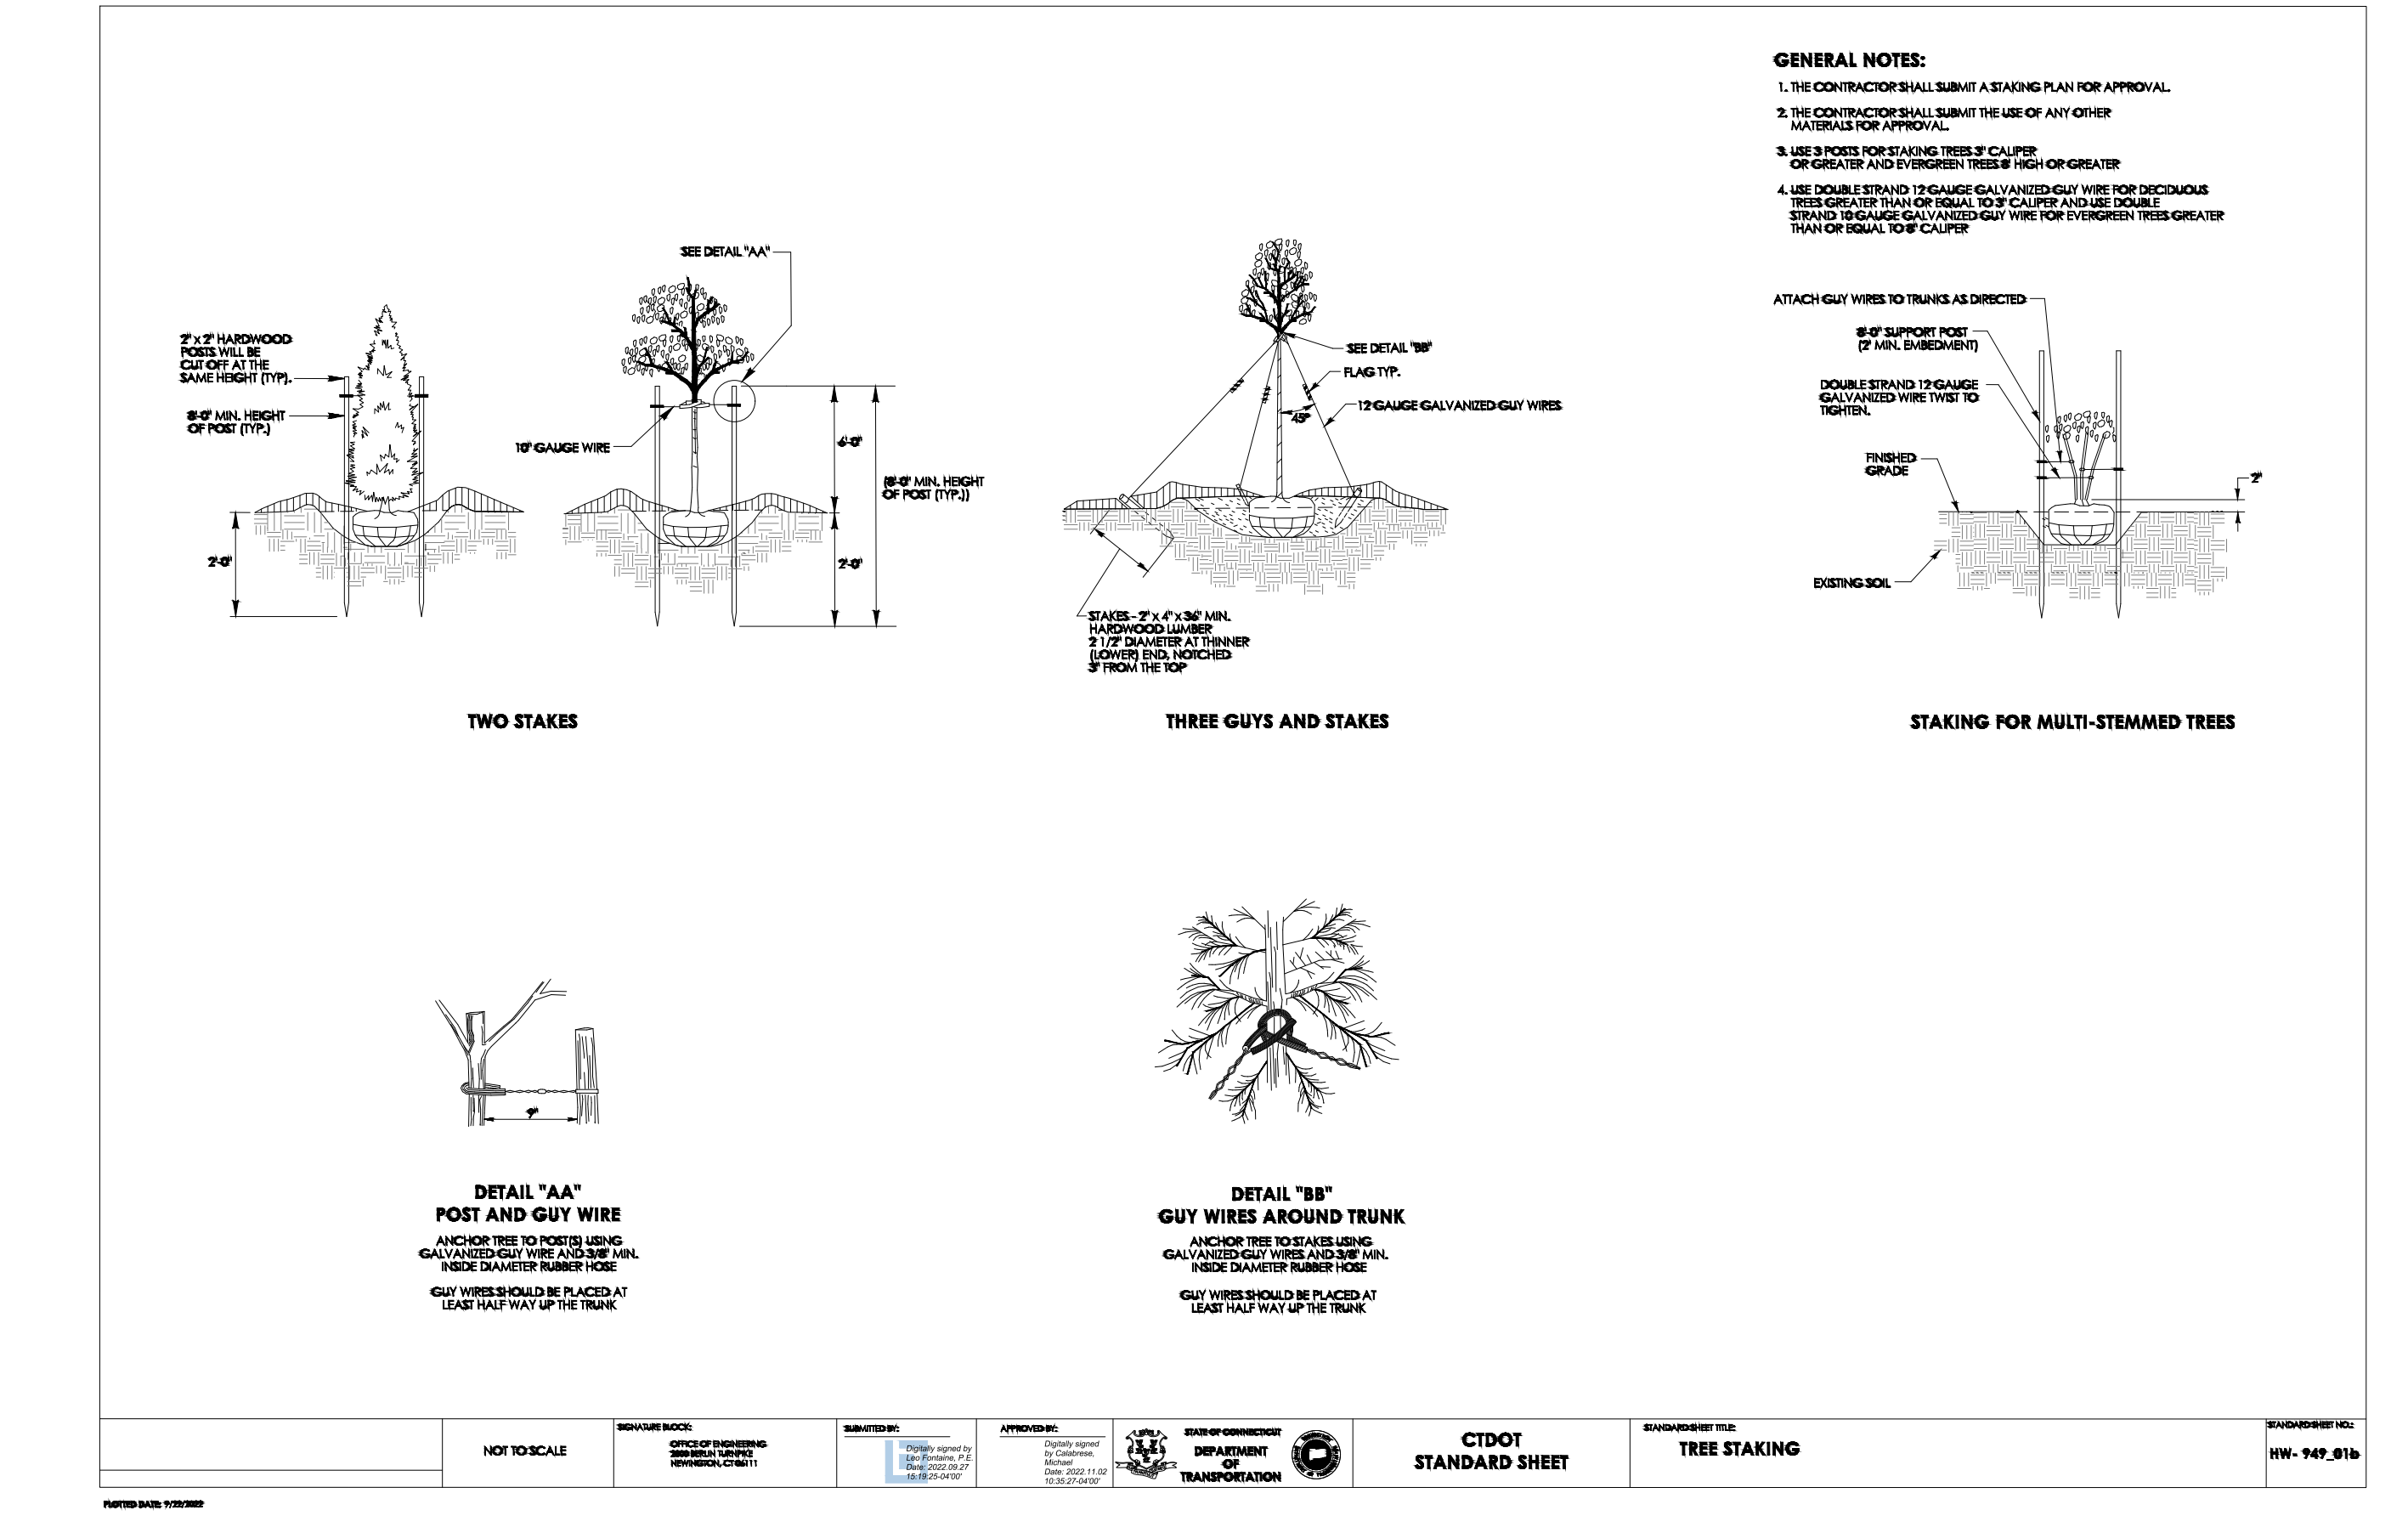 GENERAL NOTES:
1. THE CONTRACTOR SHALL SUBMIT A STAKING PLAN FOR APPROVAL.
2. THE CONTRACTOR SHALL SUBMIT THE USE OF ANY OTHER
MATERIALS FOR APPROVAL.
3. USE 3 POSTS FOR STAKING TREES 3" CALIPER
OR GREATER AND EVERGREEN TREES 8' HIGH OR GREATER
4. USE DOUBLE STRAND 12 GAUGE GALVANIZED GUY WIRE FOR DECIDUOUS
TREES GREATER THAN OR EQUAL TO 3" CALIPER AND USE DOUBLE
STRAND 10 GAUGE GALVANIZED GUY WIRE FOR EVERGREEN TREES GREATER
THAN OR EQUAL TO 8" CALIPER
2" x 2" HARDWOOD
POSTS WILL BE
CUT OFF AT THE
SAME HEIGHT (TYP).
8'-0" MIN. HEIGHT
OF POST (TYP.)
2'-0"
SEE DETAIL "AA"
10" GAUGE WIRE
6'-0"
2'-0"
(8'-0" MIN. HEIGHT
OF POST (TYP.))
TWO STAKES
SEE DETAIL "BB"
FLAG TYP.
12 GAUGE GALVANIZED GUY WIRES
45°
STAKES - 2" x 4" x 36" MIN.
HARDWOOD LUMBER
2 1/2" DIAMETER AT THINNER
(LOWER) END, NOTCHED
3" FROM THE TOP
THREE GUYS AND STAKES
ATTACH GUY WIRES TO TRUNKS AS DIRECTED
8'-0" SUPPORT POST
(2' MIN. EMBEDMENT)
DOUBLE STRAND 12 GAUGE
GALVANIZED WIRE TWIST TO
TIGHTEN.
FINISHED
GRADE
2"
EXISTING SOIL
STAKING FOR MULTI-STEMMED TREES
9"
DETAIL "AA"
POST AND GUY WIRE
ANCHOR TREE TO POST(S) USING
GALVANIZED GUY WIRE AND 3/8" MIN.
INSIDE DIAMETER RUBBER HOSE
GUY WIRES SHOULD BE PLACED AT
LEAST HALF WAY UP THE TRUNK
DETAIL "BB"
GUY WIRES AROUND TRUNK
ANCHOR TREE TO STAKES USING
GALVANIZED GUY WIRES AND 3/8" MIN.
INSIDE DIAMETER RUBBER HOSE
GUY WIRES SHOULD BE PLACED AT
LEAST HALF WAY UP THE TRUNK
NOT TO SCALE
SIGNATURE BLOCK:
OFFICE OF ENGINEERING
2800 BERLIN TURNPIKE
NEWINGTON, CT 06111
SUBMITTED BY:
Digitally signed by
Leo Fontaine, P.E.
Date: 2022.09.27
15:19:25-04'00'
APPROVED BY:
Digitally signed
by Calabrese,
Michael
Date: 2022.11.02
10:35:27-04'00'
STATE OF CONNECTICUT
DEPARTMENT
OF
TRANSPORTATION
CTDOT
STANDARD SHEET
STANDARD SHEET TITLE:
TREE STAKING
STANDARD SHEET NO.:
HW- 949_01b
PLOTTED DATE: 9/22/2022